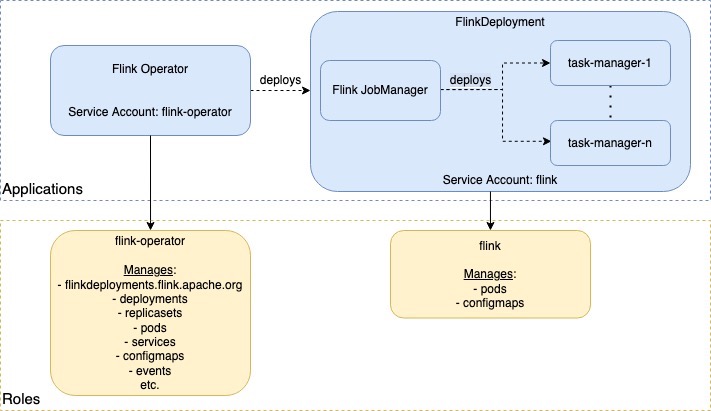 FlinkDeployment
Flink Operator
Service Account: flink-operator
deploys
Flink JobManager
deploys
task-manager-1
task-manager-n
Service Account: flink
Applications
flink-operator
Manages:
- flinkdeployments.flink.apache.org
- deployments
- replicasets
- pods
- services
- configmaps
- events
etc.
flink
Manages:
- pods
- configmaps
Roles